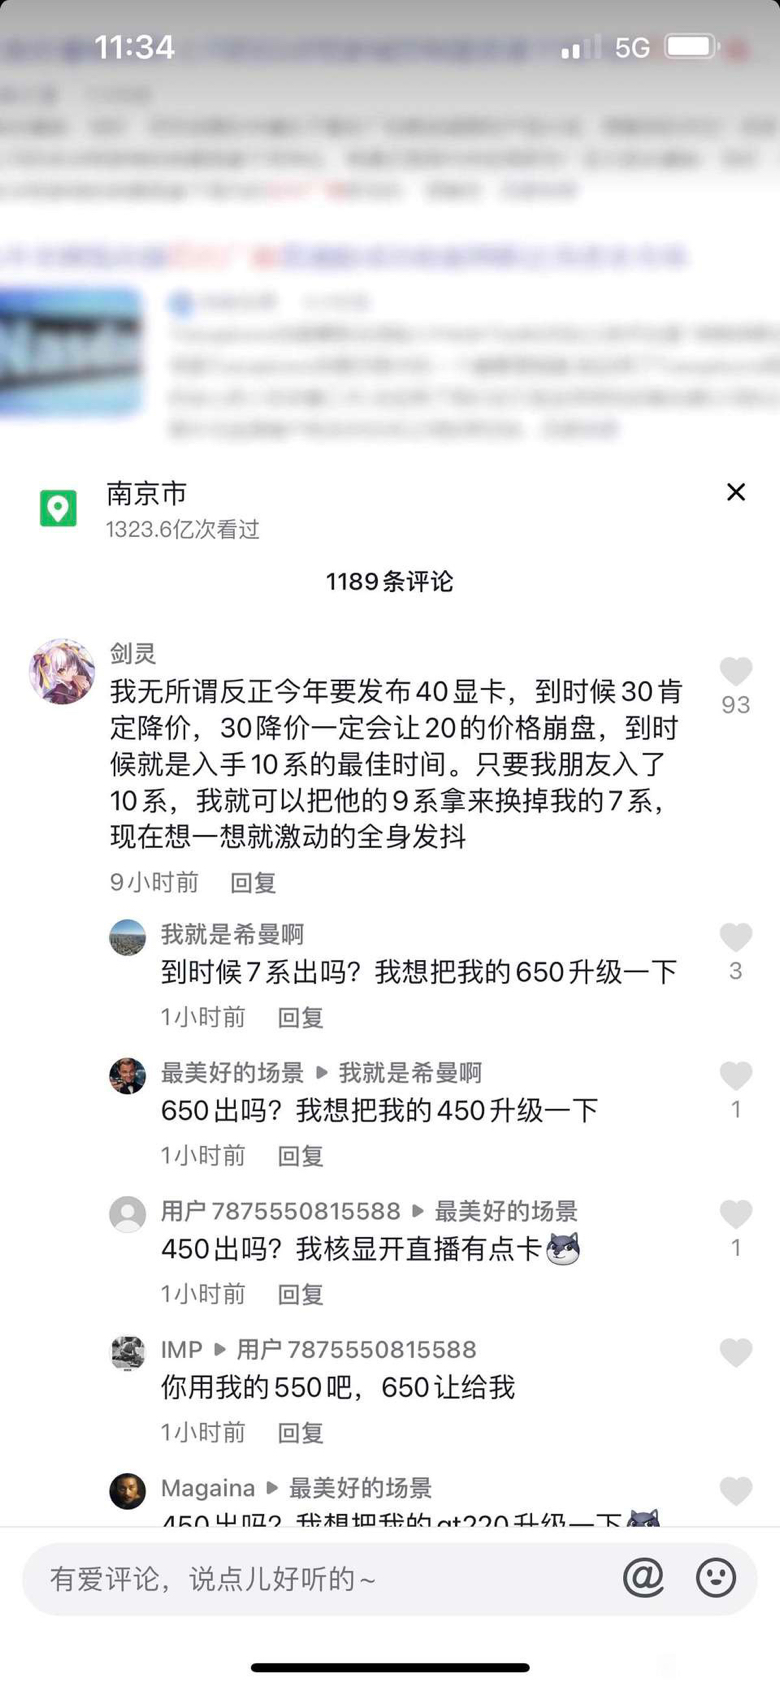 11:34
5G
南京市
1323.6亿次看过
1189条评论
剑灵
我无所谓反正今年要发布40显卡，到时候30肯
定降价，30降价一定会让20的价格崩盘，到时
候就是入手10系的最佳时间。只要我朋友入了
10系，我就可以把他的9系拿来换掉我的7系，
现在想一想就激动的全身发抖
93
9小时前 回复
我就是希曼啊
到时候7系出吗？我想把我的650升级一下
3
1小时前 回复
最美好的场景 ▶ 我就是希曼啊
650出吗？我想把我的450升级一下
1
1小时前 回复
用户7875550815588 ▶ 最美好的场景
450出吗？我核显开直播有点卡
1
1小时前 回复
IMP ▶ 用户7875550815588
你用我的550吧，650让给我
1小时前 回复
Magaina ▶ 最美好的场景
450出吗？我想把我的gt220升级一下
有爱评论，说点儿好听的~